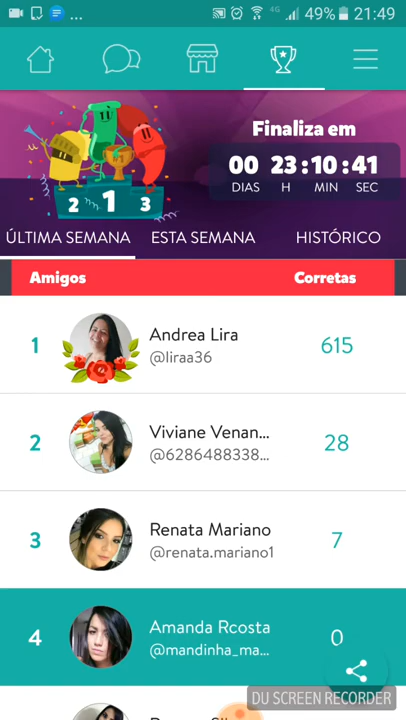 ... 4G 49% 21:49
Finaliza em
00 23:10:41
DIAS H MIN SEC
2 1 3
ÚLTIMA SEMANA ESTA SEMANA HISTÓRICO
Amigos Corretas
1 Andrea Lira 615
@liraa36
2 Viviane Venan... 28
@6286488338...
3 Renata Mariano 7
@renata.mariano1
4 Amanda Rcosta 0
@mandinha_ma...
DU SCREEN RECORDER